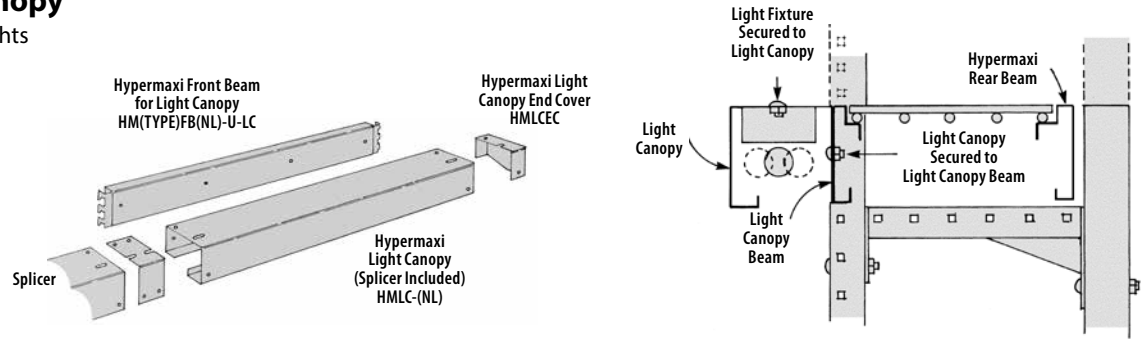 hts
Hypermaxi Front Beam
for Light Canopy
HM(TYPE)FB(NL)-U-LC
Hypermaxi Light
Canopy End Cover
HMLCEC
Splicer
Hypermaxi
Light Canopy
(Splicer Included)
HMLC-(NL)
Light Fixture
Secured to
Light Canopy
Hypermaxi
Rear Beam
Light
Canopy
Light Canopy
Secured to
Light Canopy Beam
Light
Canopy
Beam